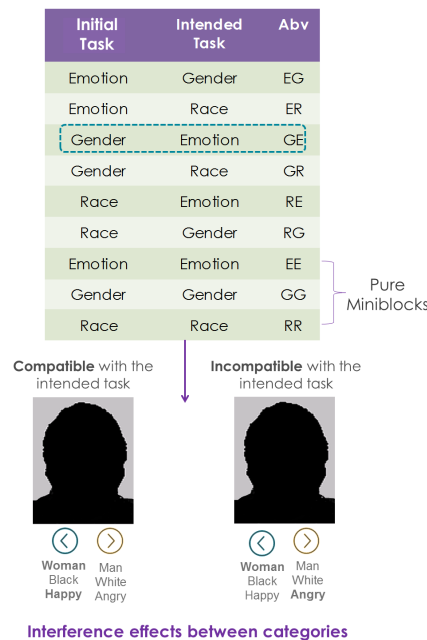 Initial Task Intended Task Abv
Emotion Gender EG
Emotion Race ER
Gender Emotion GE
Gender Race GR
Race Emotion RE
Race Gender RG
Emotion Emotion EE
Gender Gender GG
Race Race RR
Pure
Miniblocks
Compatible with the
intended task
Incompatible with the
intended task
Woman Man
Black White
Happy Angry
Woman Man
Black White
Happy Angry
Interference effects between categories